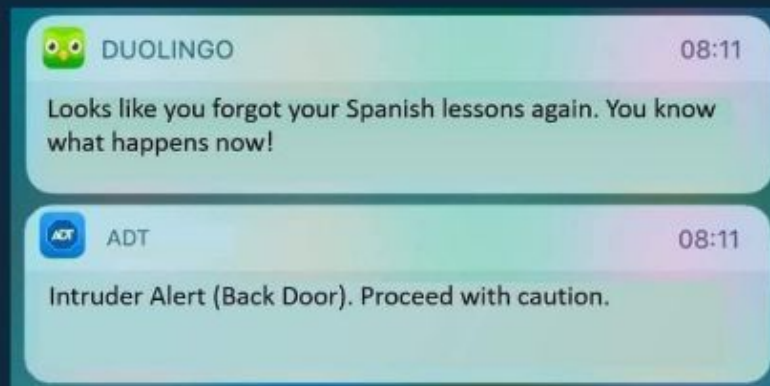 DUOLINGO 08:11
Looks like you forgot your Spanish lessons again. You know
what happens now!
ADT ADT 08:11
Intruder Alert (Back Door). Proceed with caution.